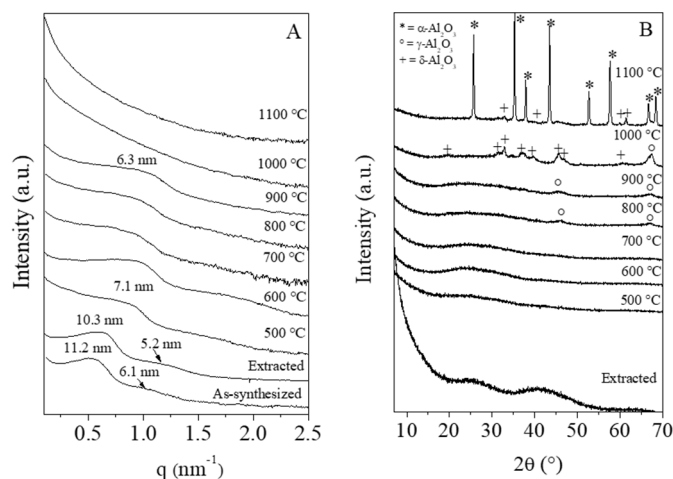 A
1100 °C
1000 °C
6.3 nm
900 °C
800 °C
700 °C
600 °C
7.1 nm
500 °C
10.3 nm
5.2 nm
Extracted
11.2 nm
6.1 nm
As-synthesized
Intensity (a.u.)
0.5 1.0 1.5 2.0 2.5
q (nm⁻¹)
B
* = α-Al₂O₃
° = γ-Al₂O₃
+ = δ-Al₂O₃
* * * * * * * *
1100 °C
+ + + +
1000 °C
+ + + + + + + + ○
900 °C
○ ○
800 °C
○ ○
700 °C
600 °C
500 °C
Extracted
Intensity (a.u.)
10 20 30 40 50 60 70
2θ (°)